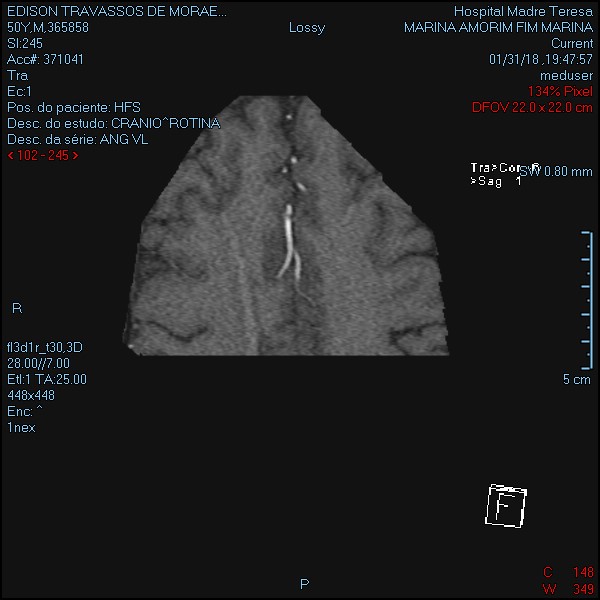 EDISON TRAVASSOS DE MORAE...
50Y,M,365858
Sl:245
Acc#: 371041
Tra
Ec:1
Pos. do paciente: HFS
Desc. do estudo: CRANIO^ROTINA
Desc. da série: ANG VL
< 102 - 245 >
Lossy
Hospital Madre Teresa
MARINA AMORIM FIM MARINA
Current
01/31/18 ,19:47:57
meduser
134% Pixel
DFOV 22.0 x 22.0 cm
Tra>Cor
SW 0.80 mm
>Sag 1
R
5 cm
fl3d1r_t30,3D
28.00//7.00
Etl:1 TA:25.00
448x448
Enc: ^
1nex
F
P
C 148
W 349